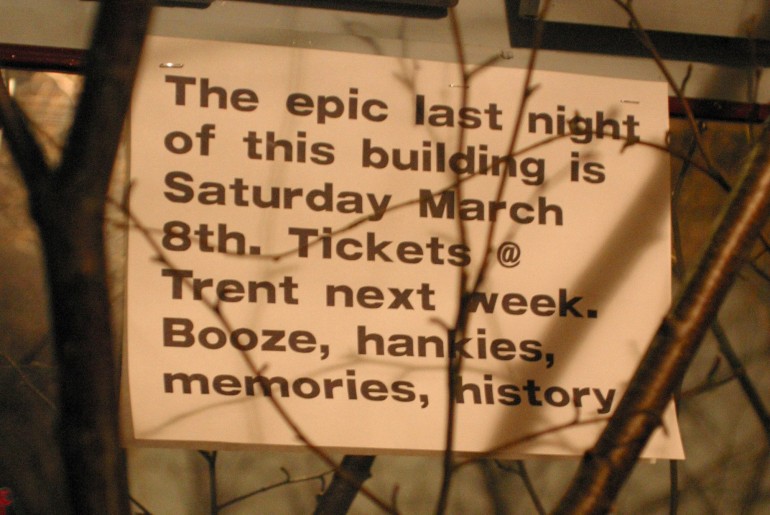 The epic last night
of this building is
Saturday March
8th. Tickets @
Trent next week.
Booze, hankies,
memories, history